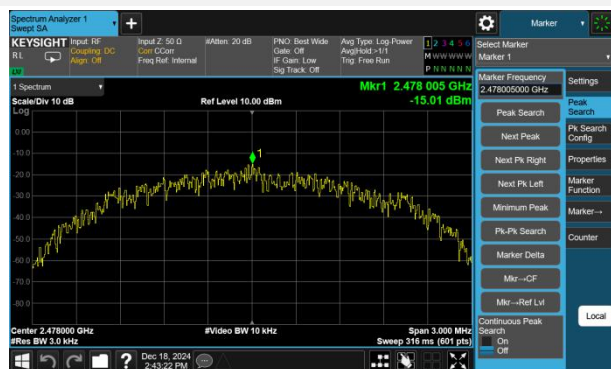 Spectrum Analyzer 1
Swept SA
+
Marker
KEYSIGHT
RL
LW
Input: RF
Coupling: DC
Align: Off
Input Z: 50 Ω
Corr CCorr
Freq Ref: Internal
#Atten: 20 dB
PNO: Best Wide
Gate: Off
IF Gain: Low
Sig Track: Off
Avg Type: Log-Power
Avg|Hold:>1/1
Trig: Free Run
1 2 3 4 5 6
M W W W W W
P N N N N N
Select Marker
Marker 1
1 Spectrum
Scale/Div 10 dB
Log
Ref Level 10.00 dBm
Mkr1 2.478 005 GHz
-15.01 dBm
0.00
-10.0
-20.0
-30.0
-40.0
-50.0
-60.0
-70.0
-80.0
1
Center 2.478000 GHz
#Res BW 3.0 kHz
#Video BW 10 kHz
Span 3.000 MHz
Sweep 316 ms (601 pts)
Marker Frequency
2.478005000 GHz
Peak Search
Next Peak
Next Pk Right
Next Pk Left
Minimum Peak
Pk-Pk Search
Marker Delta
Mkr→CF
Mkr→Ref Lvl
Continuous Peak
Search
On
Off
Settings
Peak
Search
Pk Search
Config
Properties
Marker
Function
Marker→
Counter
Local
?
Dec 18, 2024
2:43:22 PM